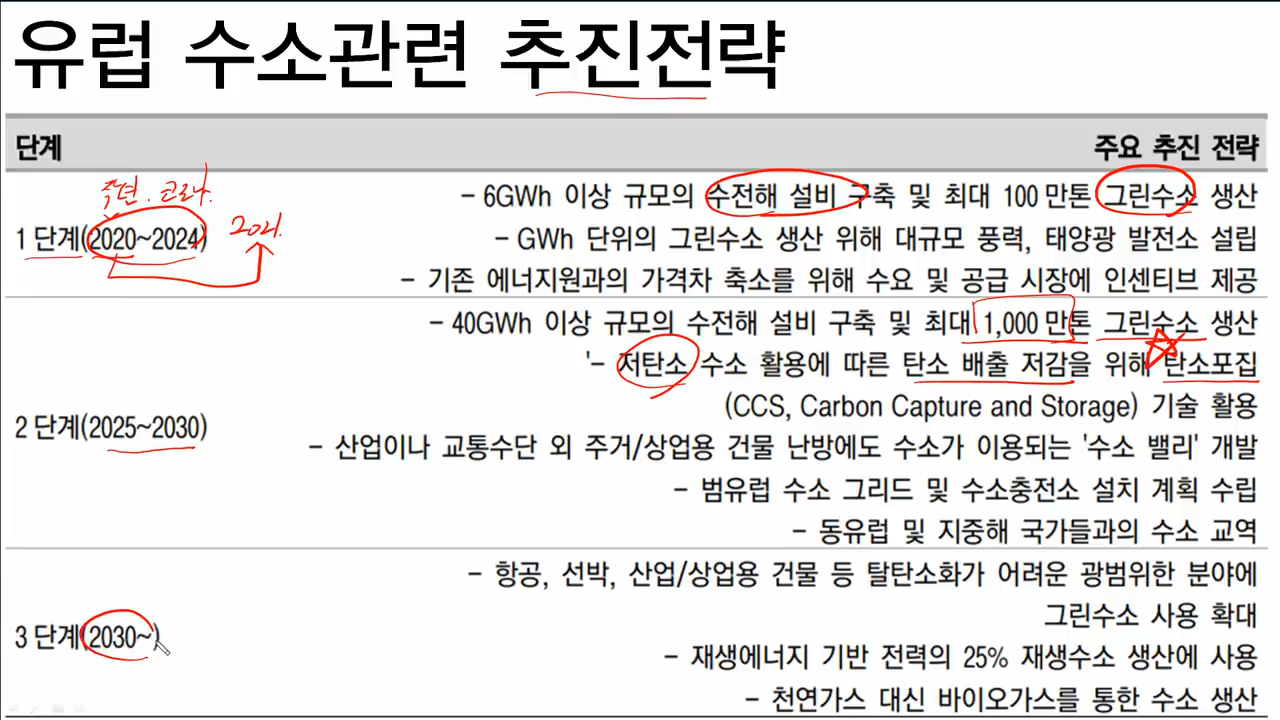 유럽 수소관련 추진전략
단계 주요 추진 전략
작년. 코로나.
2021.
1 단계(2020~2024)
- 6GWh 이상 규모의 수전해 설비 구축 및 최대 100만톤 그린수소 생산
- GWh 단위의 그린수소 생산 위해 대규모 풍력, 태양광 발전소 설립
- 기존 에너지원과의 가격차 축소를 위해 수요 및 공급 시장에 인센티브 제공
2 단계(2025~2030)
- 40GWh 이상 규모의 수전해 설비 구축 및 최대 1,000만톤 그린수소 생산
'- 저탄소 수소 활용에 따른 탄소 배출 저감을 위해 탄소포집
(CCS, Carbon Capture and Storage) 기술 활용
- 산업이나 교통수단 외 주거/상업용 건물 난방에도 수소가 이용되는 '수소 밸리' 개발
- 범유럽 수소 그리드 및 수소충전소 설치 계획 수립
- 동유럽 및 지중해 국가들과의 수소 교역
3 단계(2030~)
- 항공, 선박, 산업/상업용 건물 등 탈탄소화가 어려운 광범위한 분야에
그린수소 사용 확대
- 재생에너지 기반 전력의 25% 재생수소 생산에 사용
- 천연가스 대신 바이오가스를 통한 수소 생산